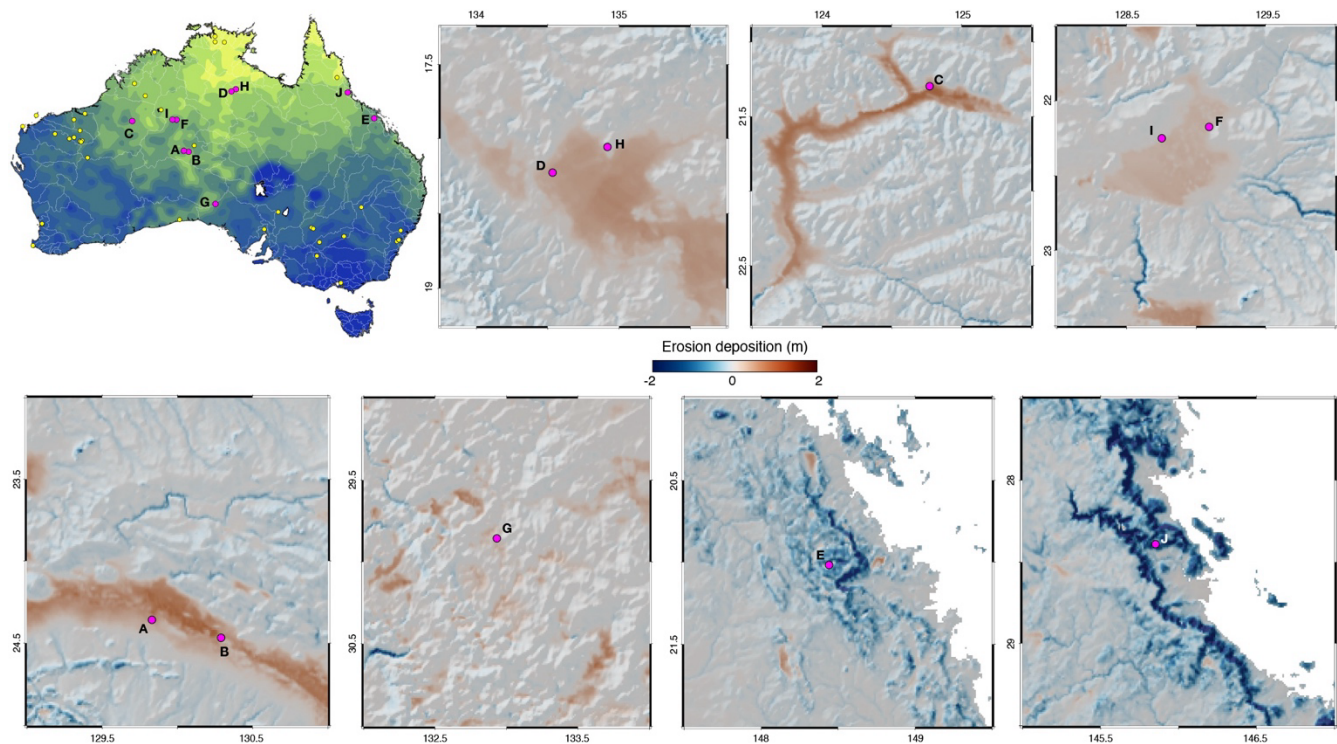 134 135
124 125
128.5 129.5
17.5
19
21.5
22.5
22
23
D H
I F
C
A B
J
E
G
H
D
C
I F
Erosion deposition (m)
-2 0 2
23.5
24.5
A
B
129.5 130.5
29.5
30.5
G
132.5 133.5
20.5
21.5
E
148 149
28
29
J
145.5 146.5